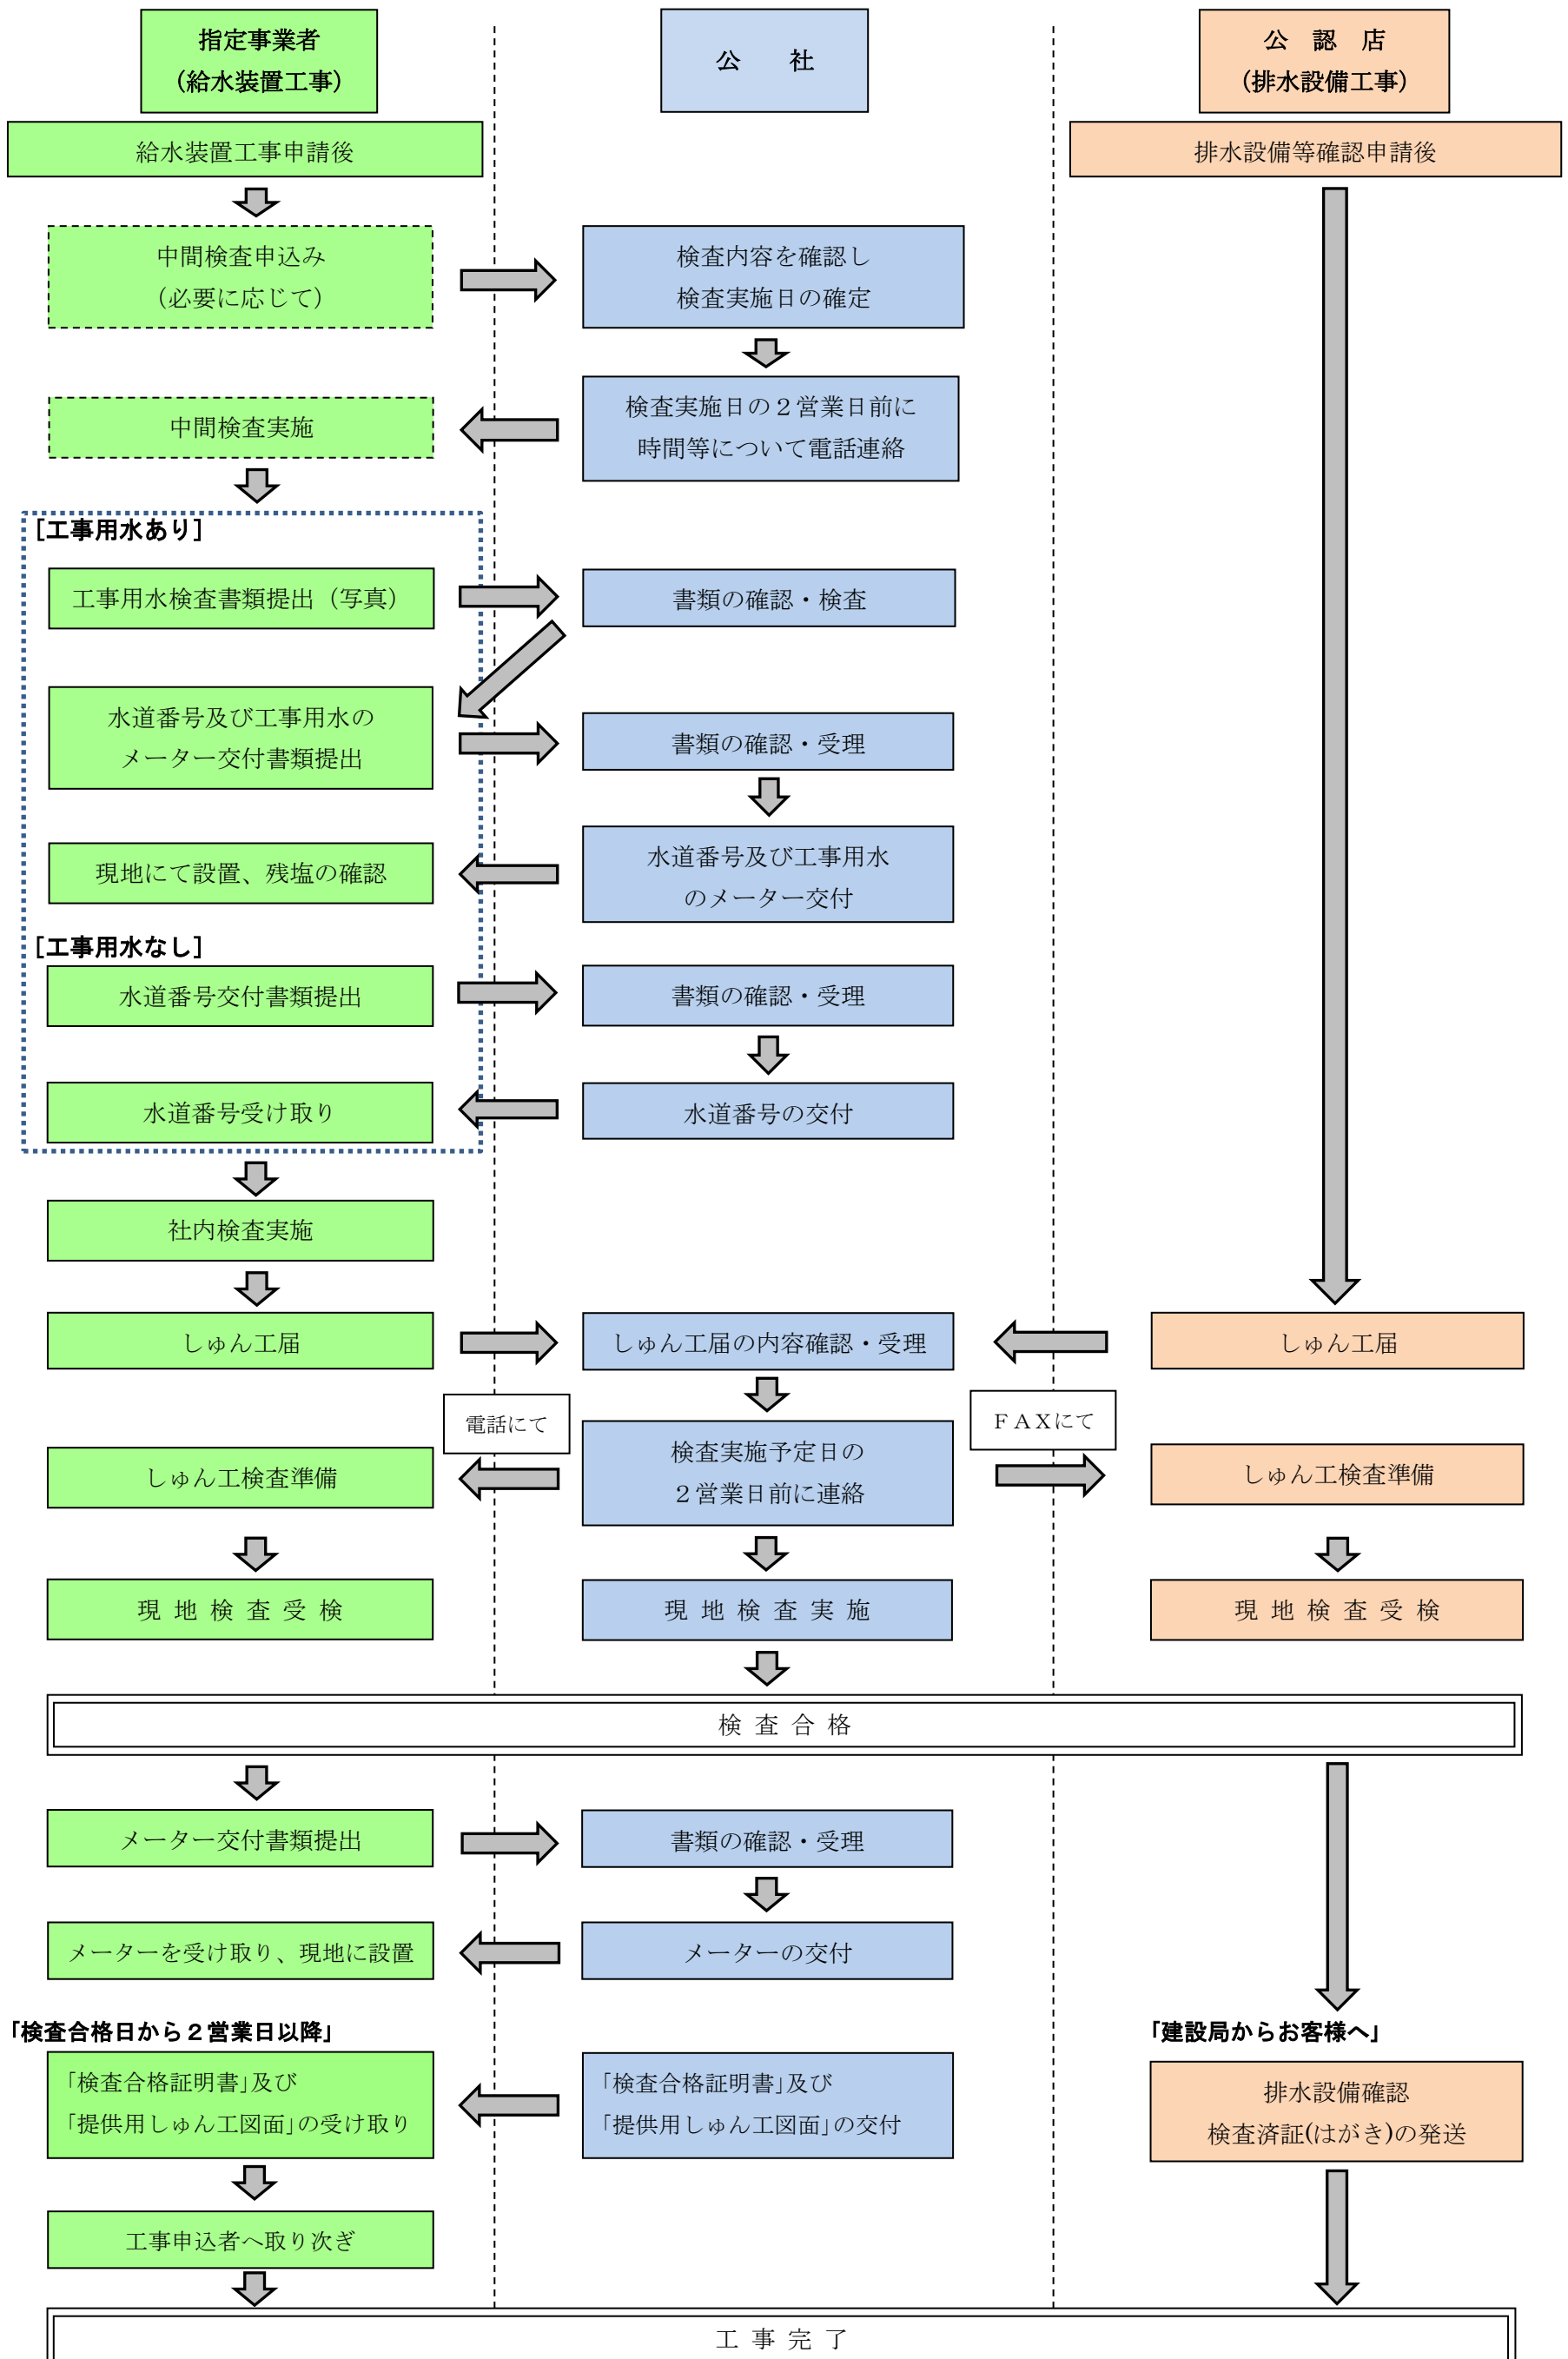 指定事業者
（給水装置工事）
公　　社
公　認　店
（排水設備工事）
給水装置工事申請後
排水設備等確認申請後
中間検査申込み
（必要に応じて）
検査内容を確認し
検査実施日の確定
検査実施日の２営業日前に
時間等について電話連絡
中間検査実施
［工事用水あり］
工事用水検査書類提出（写真）
書類の確認・検査
水道番号及び工事用水の
メーター交付書類提出
書類の確認・受理
水道番号及び工事用水
のメーター交付
現地にて設置、残塩の確認
［工事用水なし］
水道番号交付書類提出
書類の確認・受理
水道番号受け取り
水道番号の交付
社内検査実施
しゅん工届
しゅん工届の内容確認・受理
しゅん工届
電話にて
ＦＡＸにて
検査実施予定日の
２営業日前に連絡
しゅん工検査準備
しゅん工検査準備
現 地 検 査 受 検
現 地 検 査 実 施
現 地 検 査 受 検
検 査 合 格
メーター交付書類提出
書類の確認・受理
メーターを受け取り、現地に設置
メーターの交付
「検査合格日から２営業日以降」
「建設局からお客様へ」
「検査合格証明書」及び
「提供用しゅん工図面」の受け取り
「検査合格証明書」及び
「提供用しゅん工図面」の交付
排水設備確認
検査済証(はがき)の発送
工事申込者へ取り次ぎ
工 事 完 了